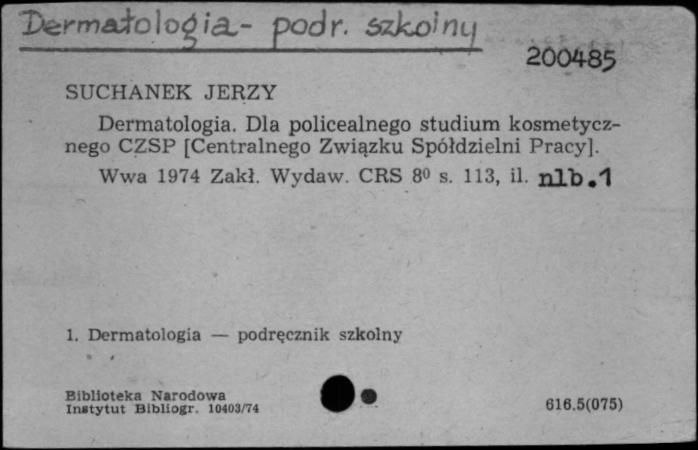 Dermatologia - podr. szkolny
200485
SUCHANEK JERZY
Dermatologia. Dla policealnego studium kosmetycz-
nego CZSP [Centralnego Związku Spółdzielni Pracy].
Wwa 1974 Zakł. Wydaw. CRS 8⁰ s. 113, il. nlb.1
1. Dermatologia — podręcznik szkolny
Biblioteka Narodowa
Instytut Bibliogr. 10403/74
616.5(075)